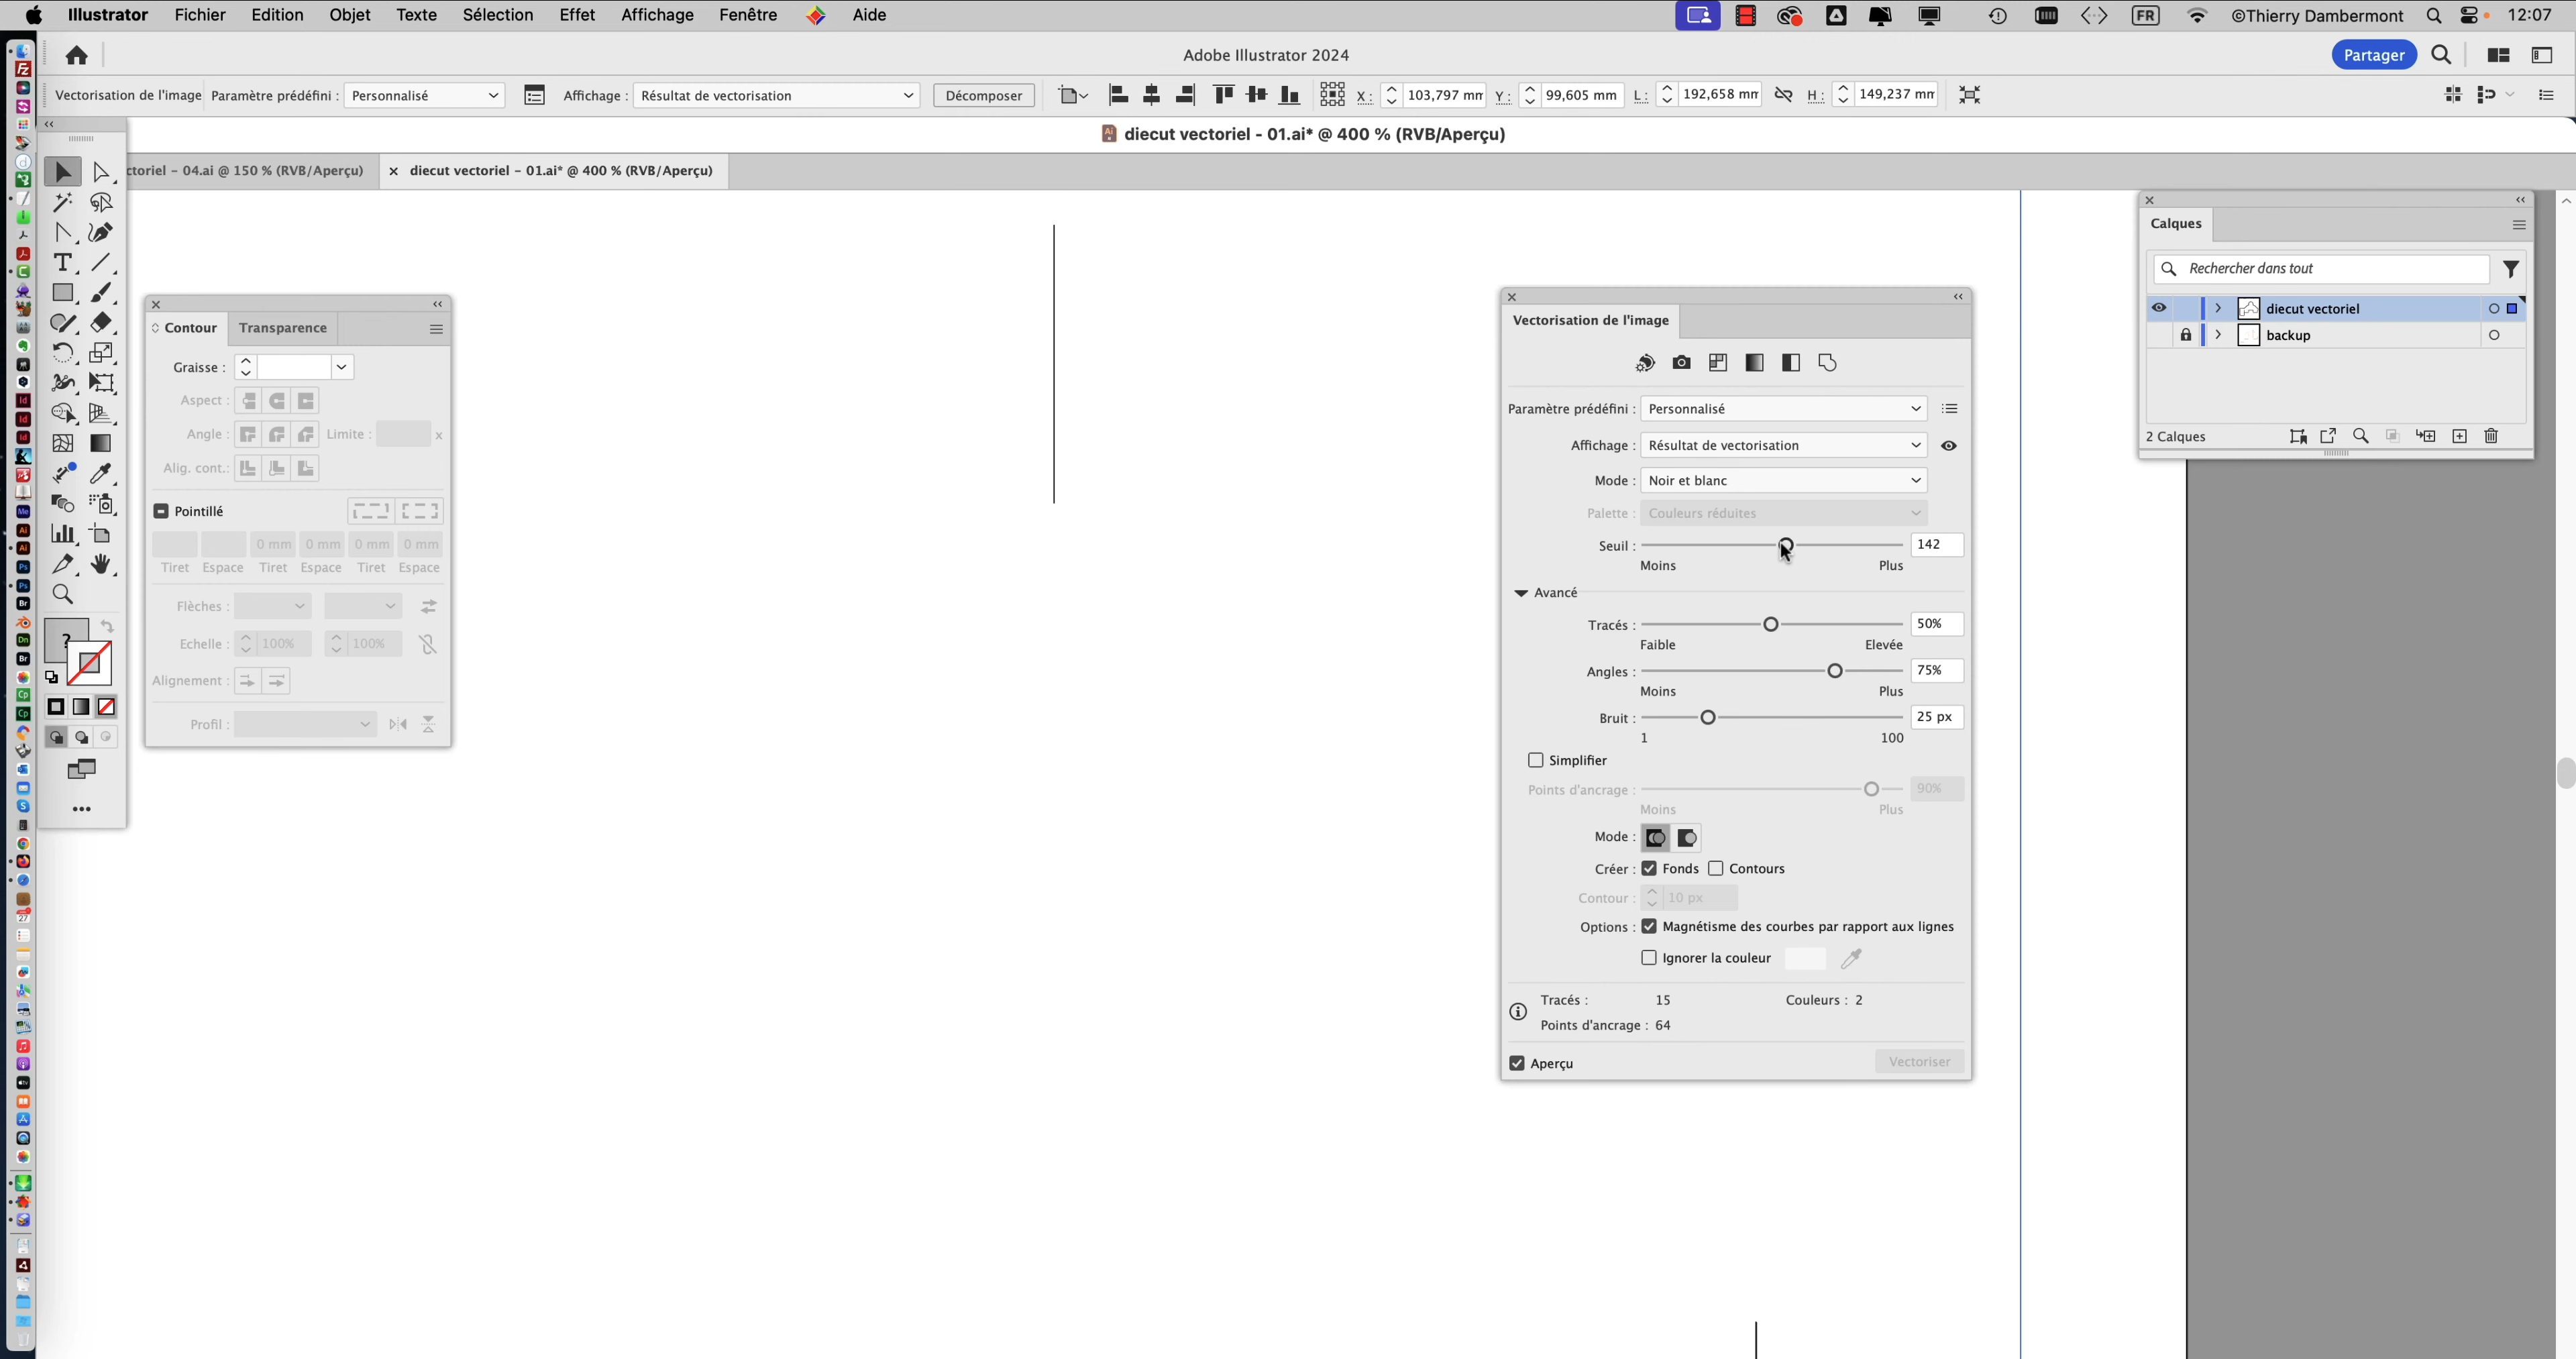 Illustrator Fichier Edition Objet Texte Sélection Effet Affichage Fenêtre Aide FR ©Thierry Dambermont 12:07
Adobe Illustrator 2024 Partager
Vectorisation de l'image Paramètre prédéfini : Personnalisé Affichage : Résultat de vectorisation Décomposer X : 103,797 mm Y : 99,605 mm L : 192,658 mm H : 149,237 mm
diecut vectoriel - 01.ai* @ 400 % (RVB/Aperçu)
ctoriel - 04.ai @ 150 % (RVB/Aperçu) × diecut vectoriel - 01.ai* @ 400 % (RVB/Aperçu)
Contour Transparence
Graisse :
Aspect :
Angle : Limite : x
Alig. cont. :
Pointillé
0 mm 0 mm 0 mm 0 mm
Tiret Espace Tiret Espace Tiret Espace
Flèches :
Echelle : 100% 100%
Alignement :
Profil :
Vectorisation de l'image
Paramètre prédéfini : Personnalisé
Affichage : Résultat de vectorisation
Mode : Noir et blanc
Palette : Couleurs réduites
Seuil : 142
Moins Plus
Avancé
Tracés : 50%
Faible Elevée
Angles : 75%
Moins Plus
Bruit : 25 px
1 100
Simplifier
Points d'ancrage : 90%
Moins Plus
Mode :
Créer : Fonds Contours
Contour : 10 px
Options : Magnétisme des courbes par rapport aux lignes
Ignorer la couleur
Tracés : 15 Couleurs : 2
Points d'ancrage : 64
Aperçu Vectoriser
Calques
Rechercher dans tout
diecut vectoriel
backup
2 Calques